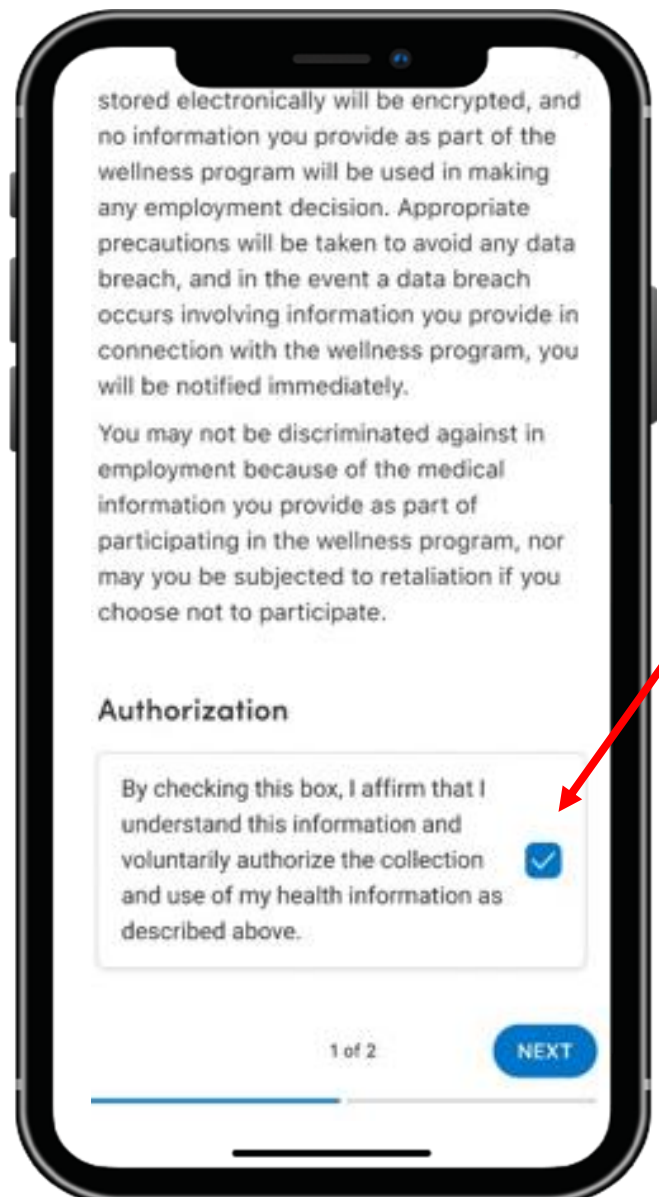 stored electronically will be encrypted, and
no information you provide as part of the
wellness program will be used in making
any employment decision. Appropriate
precautions will be taken to avoid any data
breach, and in the event a data breach
occurs involving information you provide in
connection with the wellness program, you
will be notified immediately.
You may not be discriminated against in
employment because of the medical
information you provide as part of
participating in the wellness program, nor
may you be subjected to retaliation if you
choose not to participate.
Authorization
By checking this box, I affirm that I
understand this information and
voluntarily authorize the collection
and use of my health information as
described above.
1 of 2
NEXT